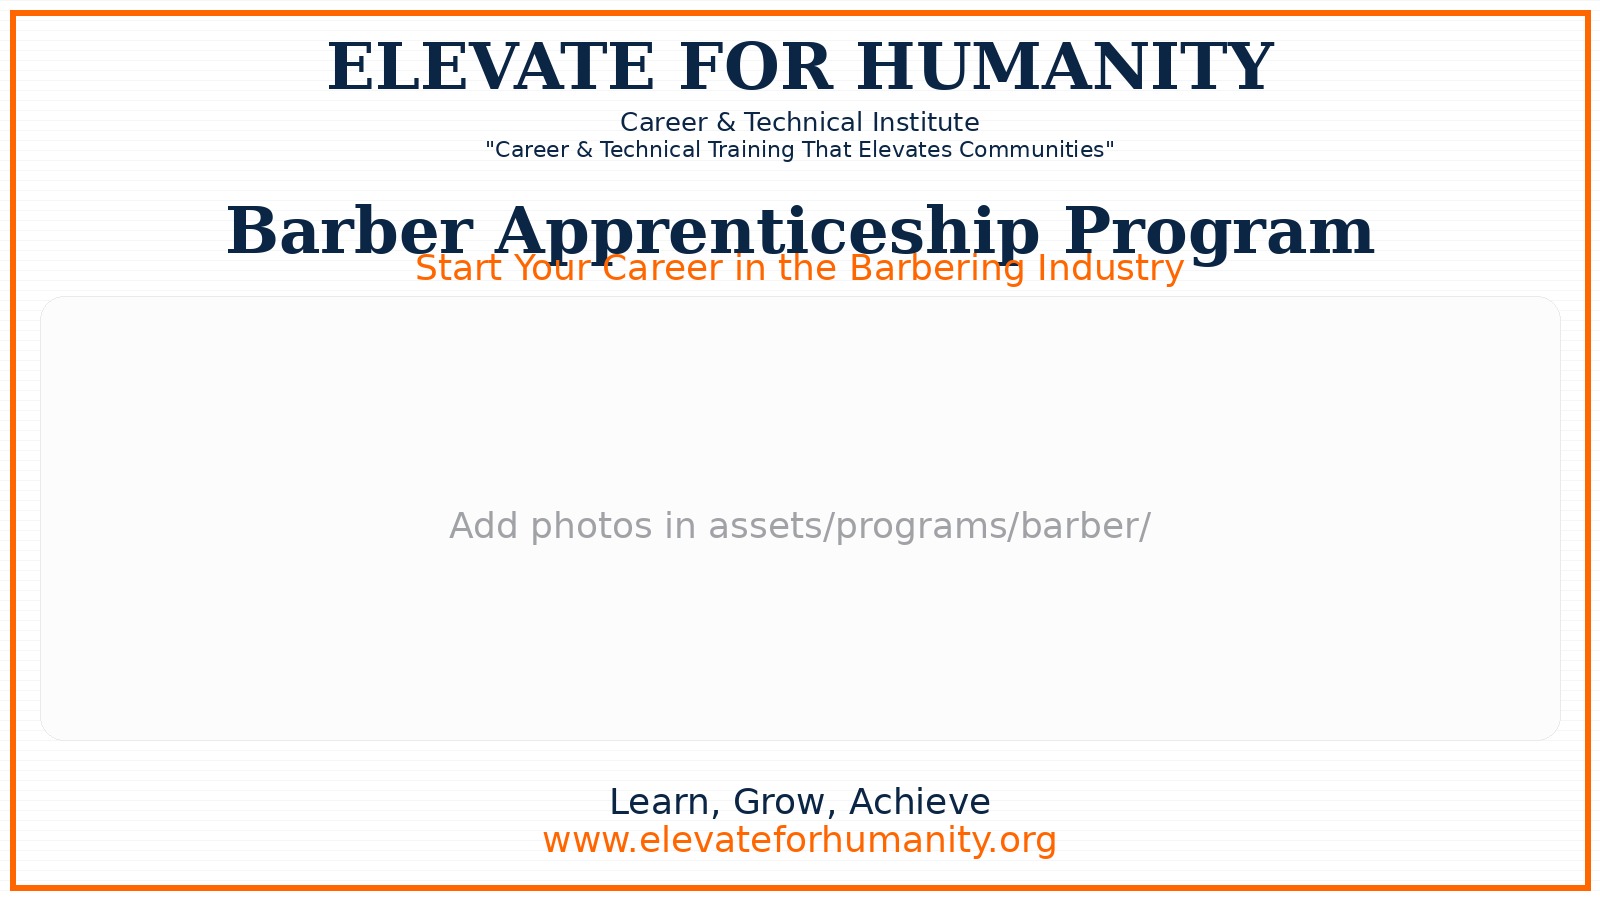 ELEVATE FOR HUMANITY
Career & Technical Institute
"Career & Technical Training That Elevates Communities"
Barber Apprenticeship Program
Start Your Career in the Barbering Industry
Add photos in assets/programs/barber/
Learn, Grow, Achieve
www.elevateforhumanity.org